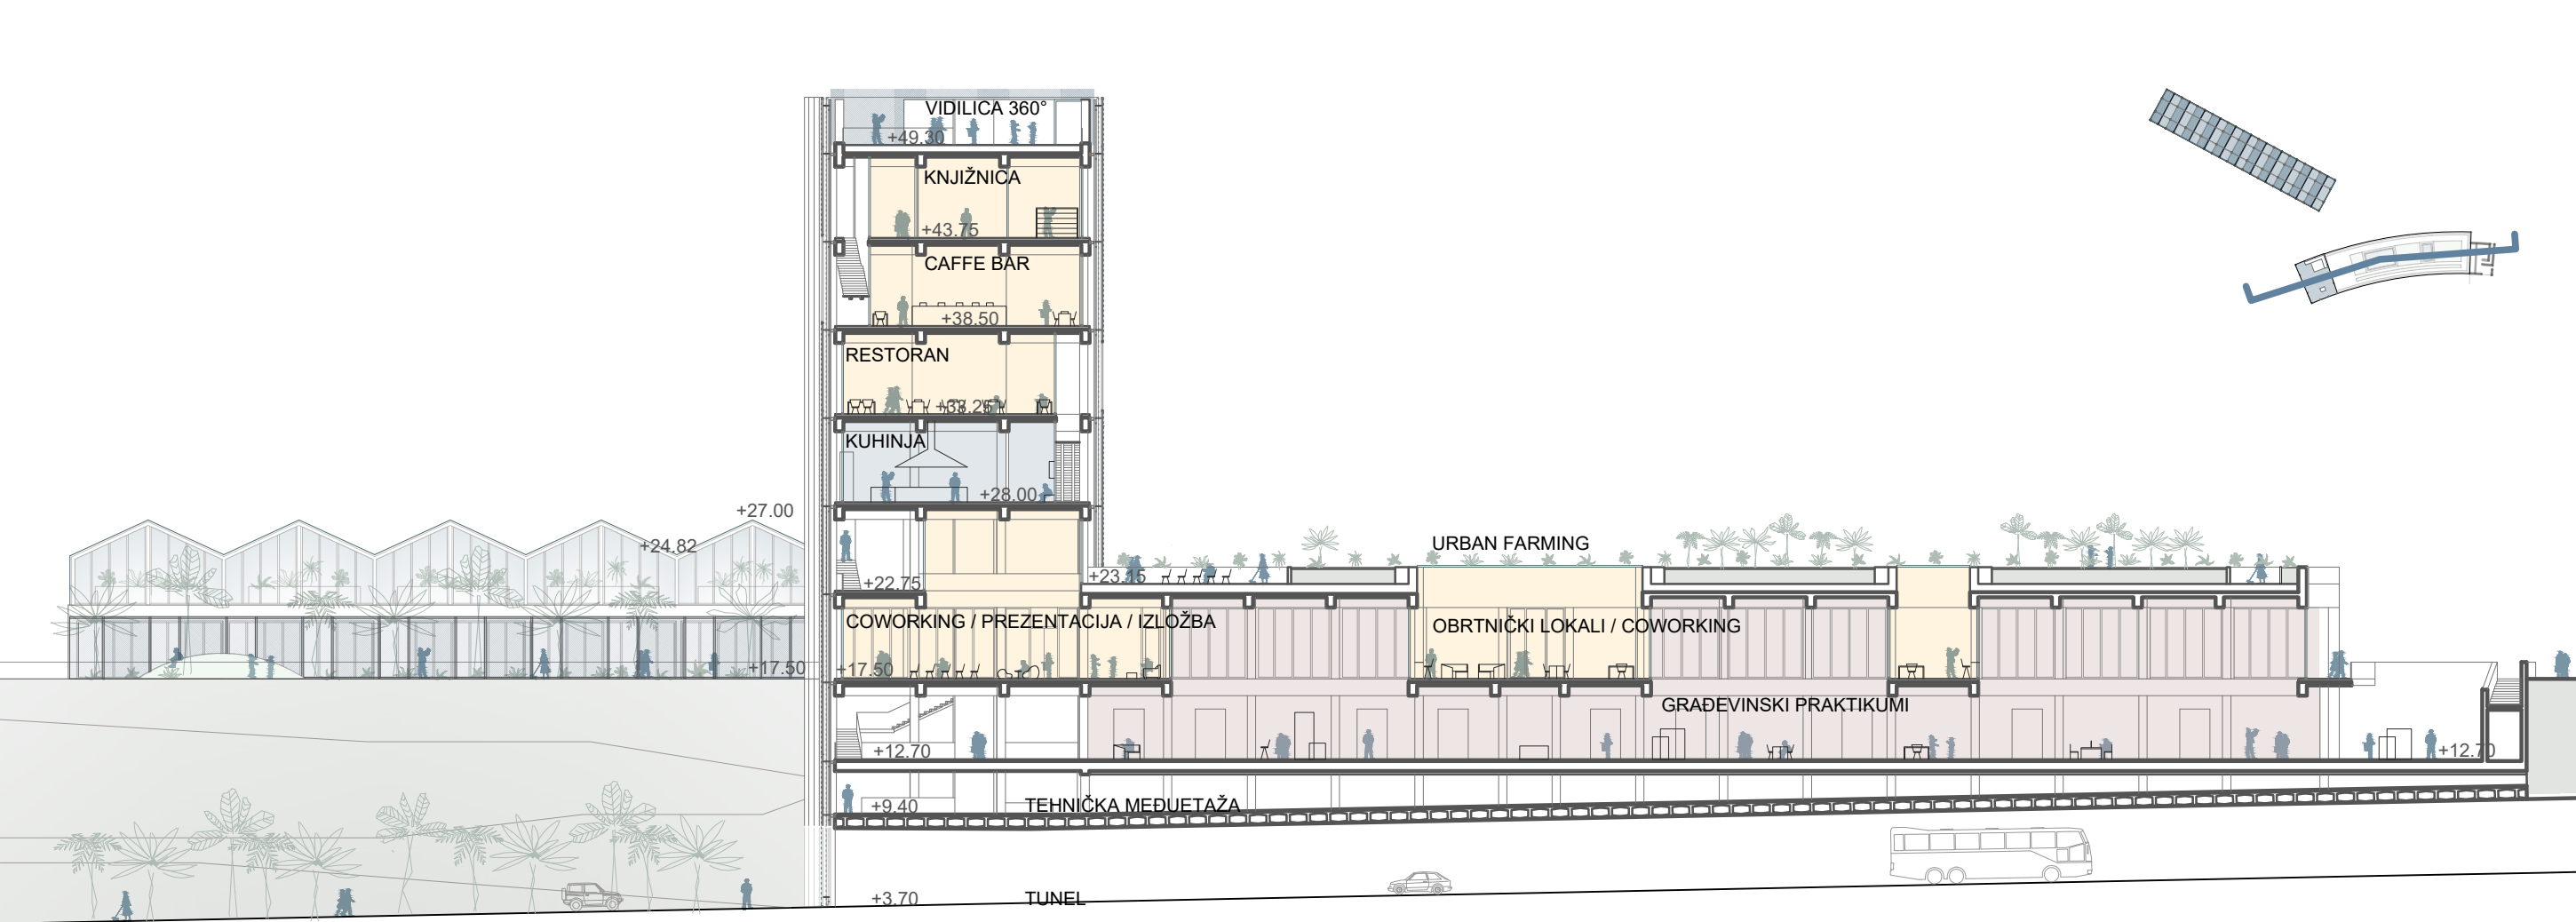 VIDILICA 360°
+49.30
KNJIŽNICA
+43.75
CAFFE BAR
+38.50
RESTORAN
+33.25
KUHINJA
+28.00
+27.00
+24.82
URBAN FARMING
+22.75
+23.15
COWORKING / PREZENTACIJA / IZLOŽBA
OBRTNIČKI LOKALI / COWORKING
+17.50
+17.50
GRAĐEVINSKI PRAKTIKUMI
+12.70
+12.70
+9.40
TEHNIČKA MEĐUETAŽA
+3.70
TUNEL